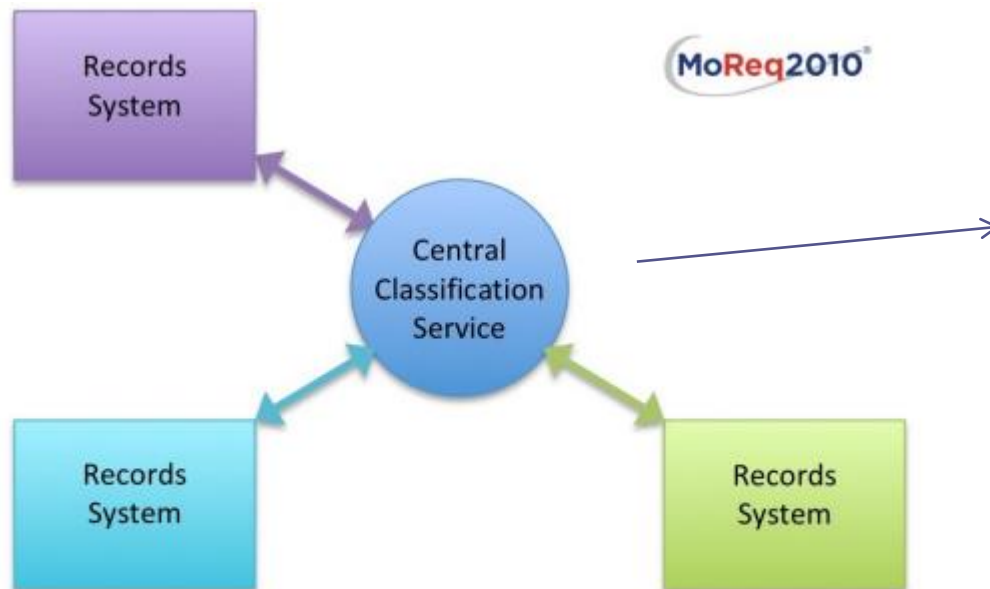 Records
System
MoReq2010®
Central
Classification
Service
Records
System
Records
System